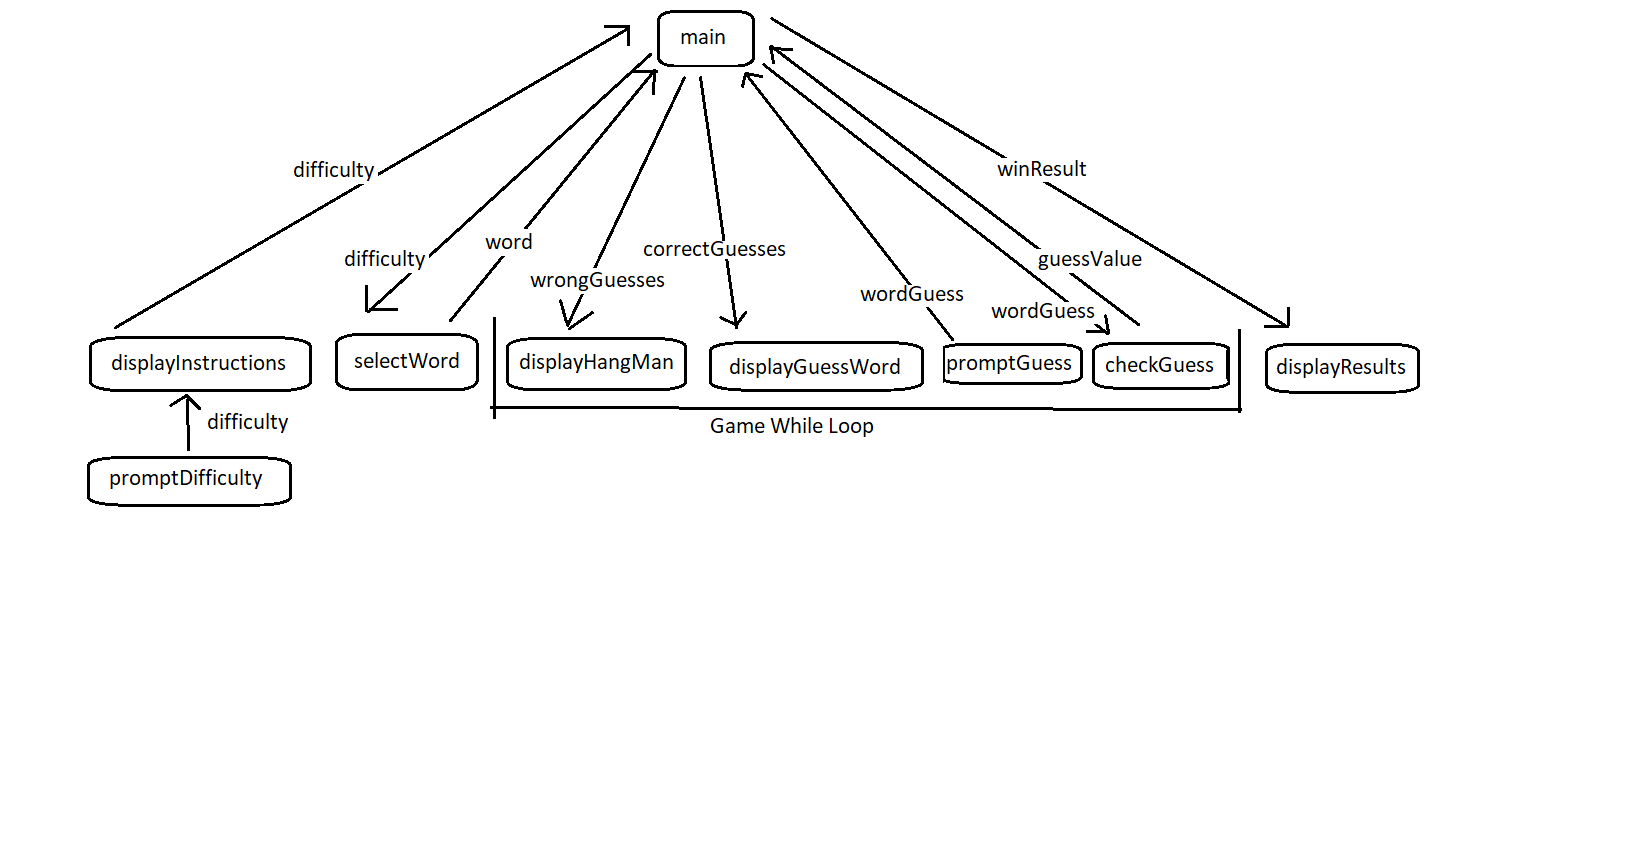 main
difficulty
winResult
word
correctGuesses
difficulty
guessValue
wrongGuesses
wordGuess
wordGuess
displayInstructions
selectWord
displayHangMan
displayGuessWord
promptGuess
checkGuess
displayResults
difficulty
Game While Loop
promptDifficulty